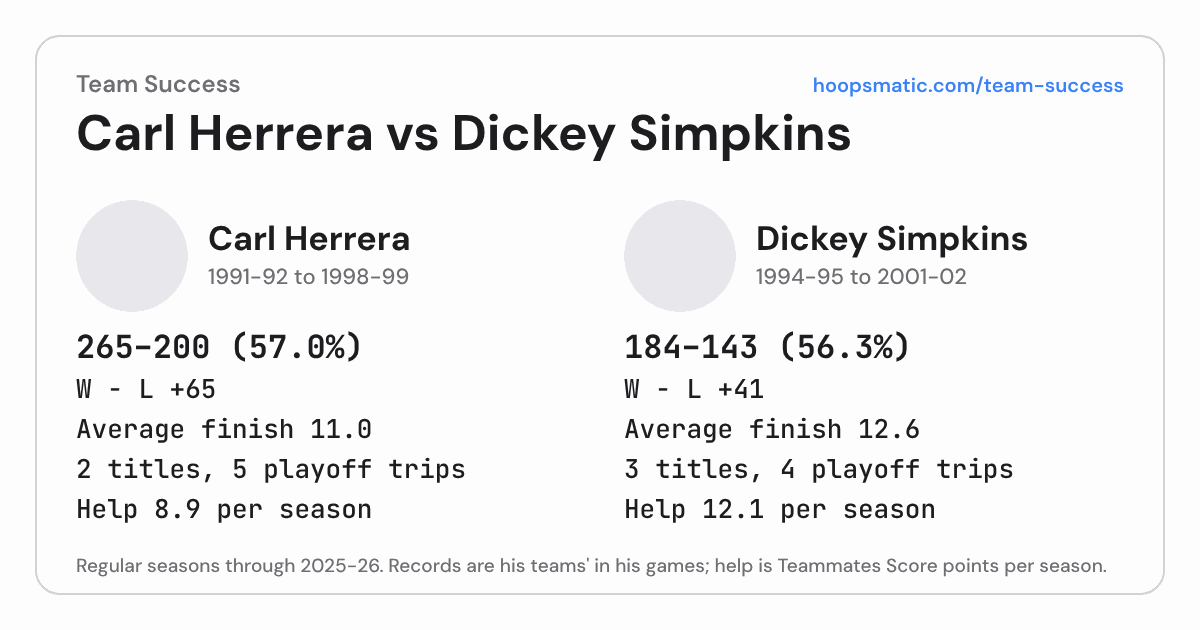 Team Success
hoopsmatic.com/team-success
Carl Herrera vs Dickey Simpkins
Carl Herrera
1991-92 to 1998-99
265-200 (57.0%)
W - L +65
Average finish 11.0
2 titles, 5 playoff trips
Help 8.9 per season
Dickey Simpkins
1994-95 to 2001-02
184-143 (56.3%)
W - L +41
Average finish 12.6
3 titles, 4 playoff trips
Help 12.1 per season
Regular seasons through 2025-26. Records are his teams' in his games; help is Teammates Score points per season.